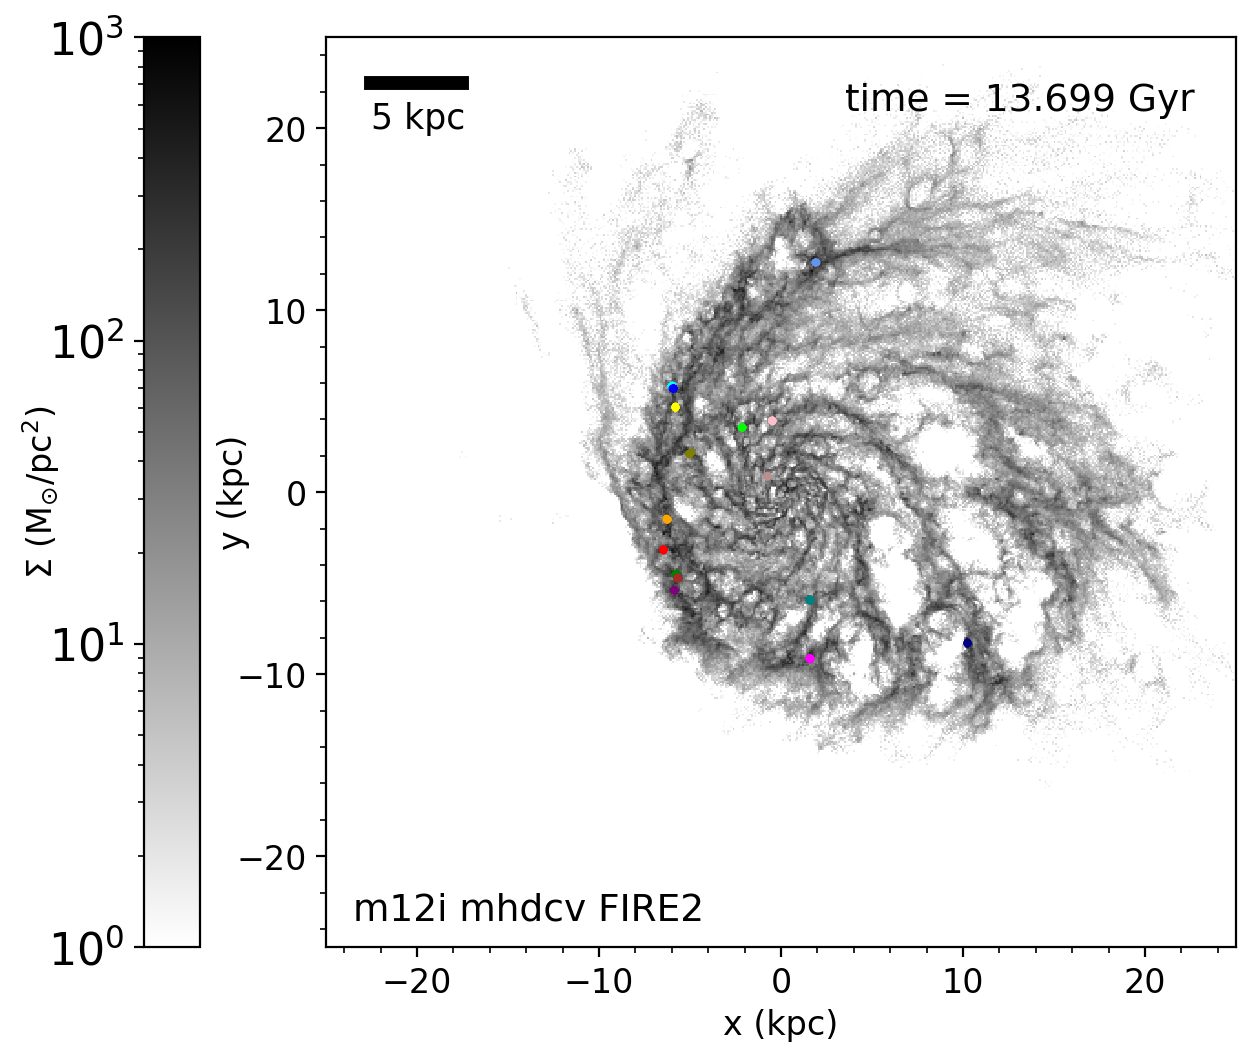 10³
10²
10¹
10⁰
Σ (M⊙/pc²)
y (kpc)
20
10
0
−10
−20
5 kpc
time = 13.699 Gyr
m12i mhdcv FIRE2
−20 −10 0 10 20
x (kpc)